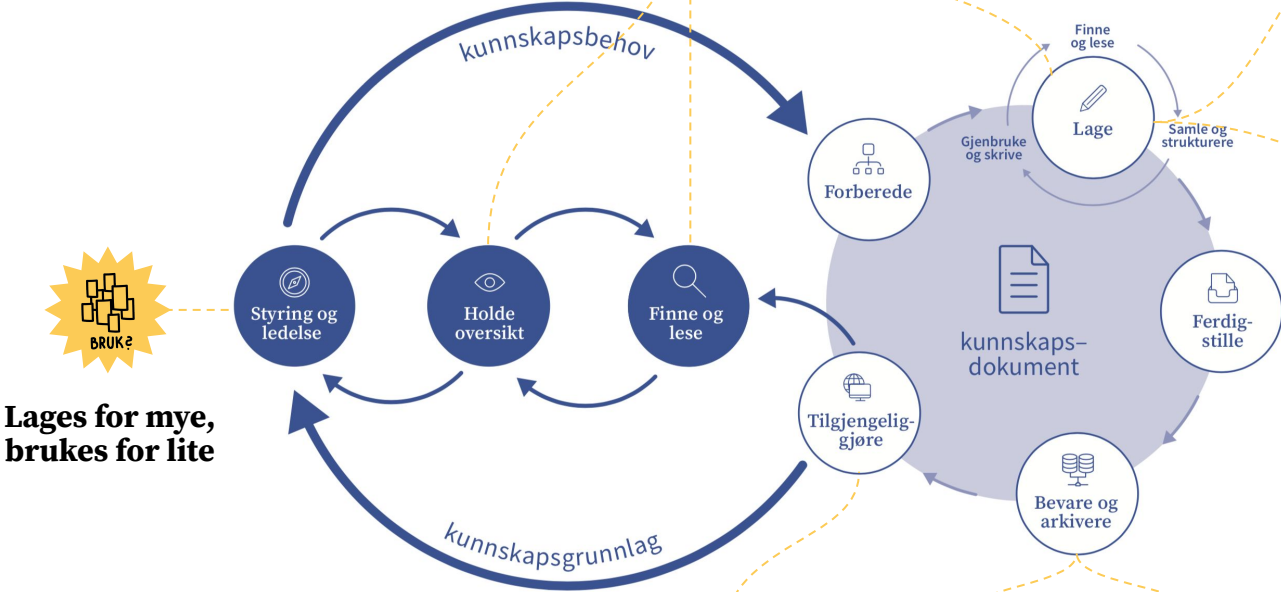 kunnskapsbehov
Finne
og lese
Lage
Gjenbruke
og skrive
Samle og
strukturere
Forberede
Styring og
ledelse
Holde
oversikt
Finne og
lese
BRUK?
kunnskaps–
dokument
Ferdig-
stille
Tilgjengelig-
gjøre
Lages for mye,
brukes for lite
Bevare og
arkivere
kunnskapsgrunnlag